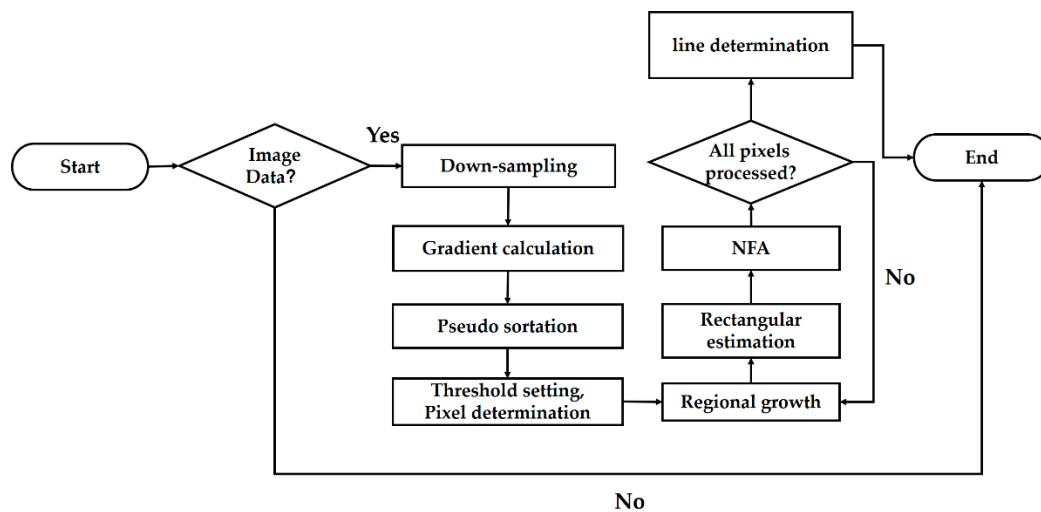 Start
Image
Data?
Yes
Down-sampling
Gradient calculation
Pseudo sortation
Threshold setting,
Pixel determination
Regional growth
Rectangular
estimation
NFA
All pixels
processed?
No
line determination
End
No